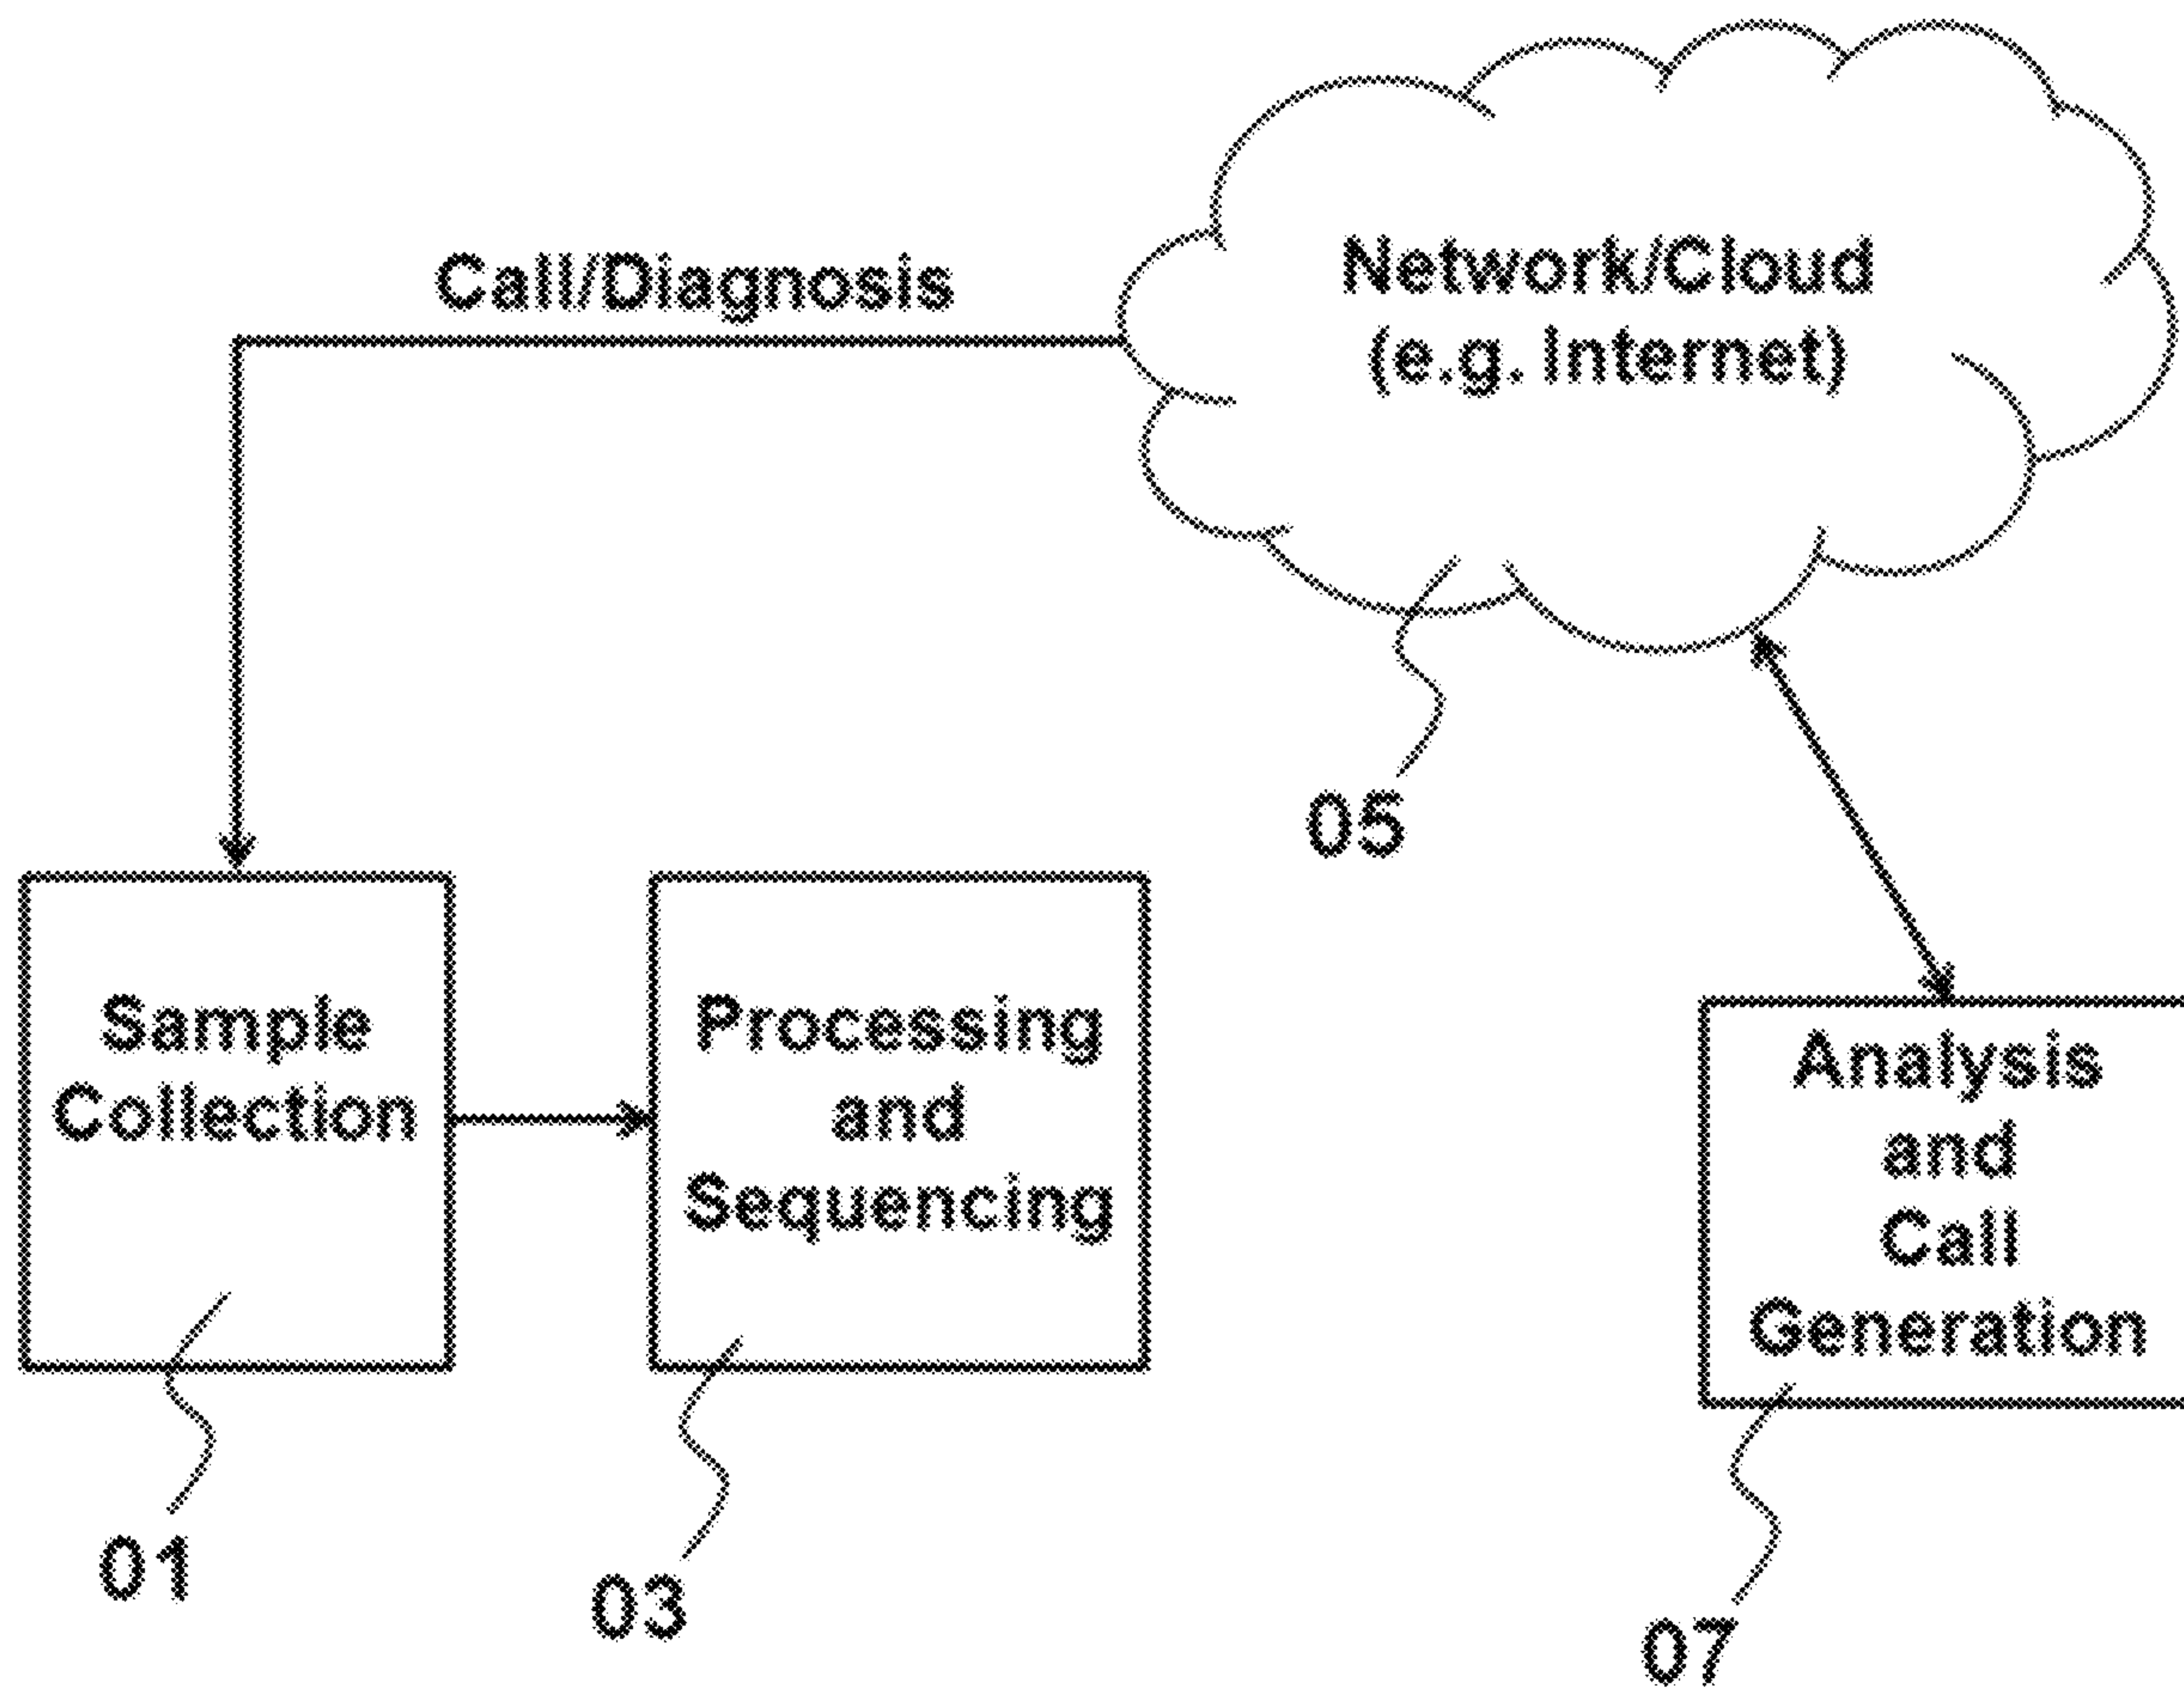 Call/Diagnosis
Network/Cloud
(e.g. Internet)
05
Sample
Collection
01
Processing
and
Sequencing
03
Analysis
and
Call
Generation
07